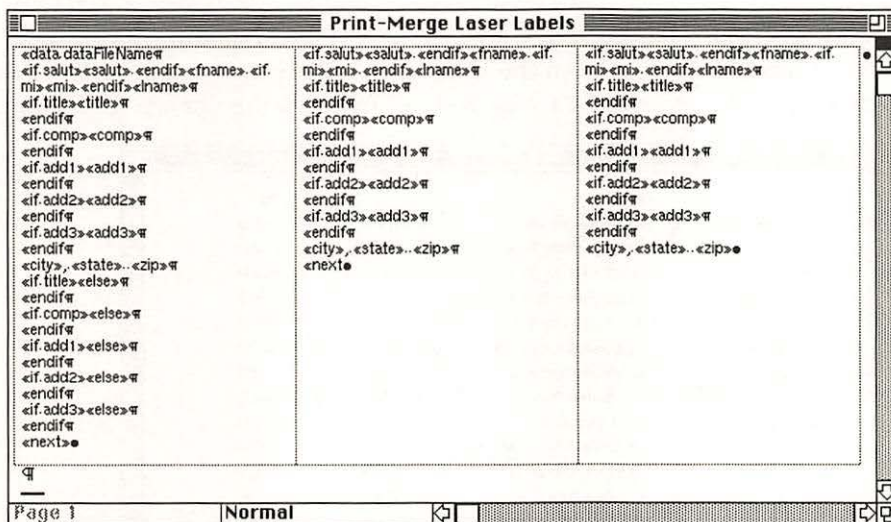 Print-Merge Laser Labels
«data·dataFileName¶
«if·salut»«salut»·«endif»«fname»·«if·
mi»«mi»·«endif»«lname»¶
«if·title»«title»¶
«endif¶
«if·comp»«comp»¶
«endif¶
«if·add1»«add1»¶
«endif¶
«if·add2»«add2»¶
«endif¶
«if·add3»«add3»¶
«endif¶
«city»,·«state»··«zip»¶
«if·title»«else»¶
«endif¶
«if·comp»«else»¶
«endif¶
«if·add1»«else»¶
«endif¶
«if·add2»«else»¶
«endif¶
«if·add3»«else»¶
«endif¶
«next»●
«if·salut»«salut»·«endif»«fname»·«if·
mi»«mi»·«endif»«lname»¶
«if·title»«title»¶
«endif¶
«if·comp»«comp»¶
«endif¶
«if·add1»«add1»¶
«endif¶
«if·add2»«add2»¶
«endif¶
«if·add3»«add3»¶
«endif¶
«city»,·«state»··«zip»¶
«next●
«if·salut»«salut»·«endif»«fname»·«if·
mi»«mi»·«endif»«lname»¶
«if·title»«title»¶
«endif¶
«if·comp»«comp»¶
«endif¶
«if·add1»«add1»¶
«endif¶
«if·add2»«add2»¶
«endif¶
«if·add3»«add3»¶
«endif¶
«city»,·«state»··«zip»●
●
¶
Page 1
Normal